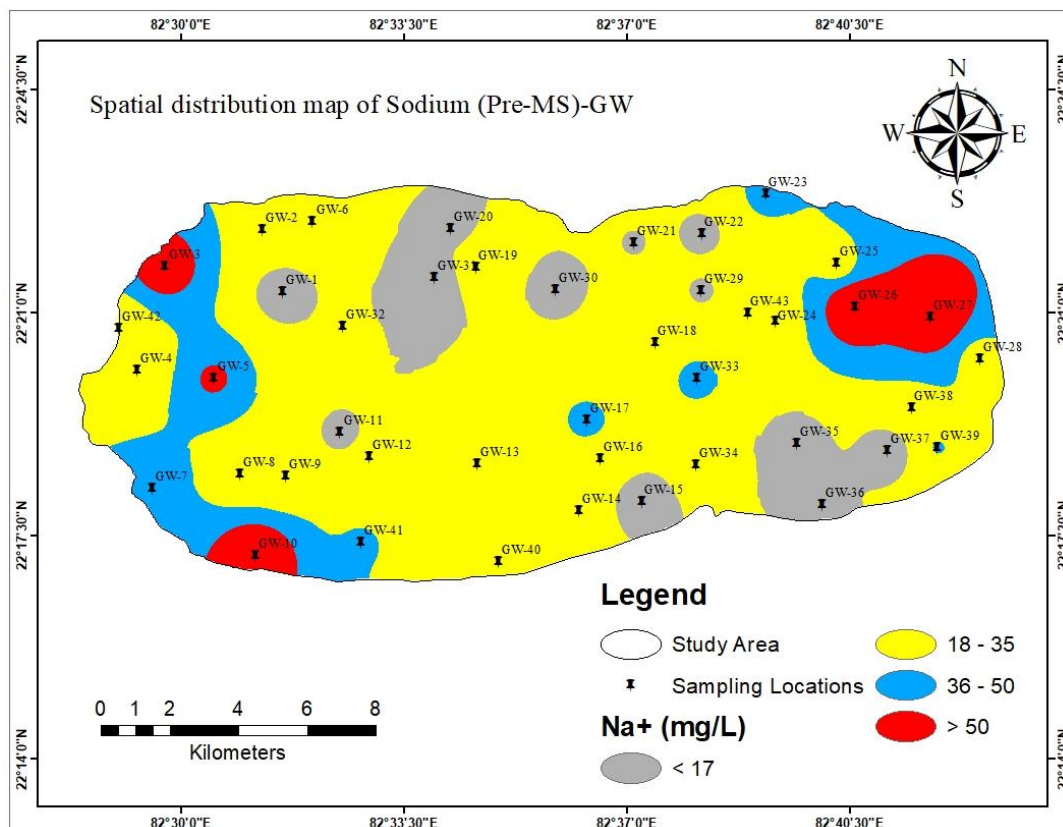 82°30'0"E 82°33'30"E 82°37'0"E 82°40'30"E
22°24'30"N 22°24'30"N
Spatial distribution map of Sodium (Pre-MS)-GW
N
W E
S
GW-23
GW-2 GW-6 GW-20 GW-21 GW-22
GW-3 GW-31 GW-19 GW-25
GW-1 GW-30 GW-29 GW-26 GW-27
22°21'0"N 22°21'0"N
GW-42 GW-32 GW-18 GW-43 GW-24
GW-4 GW-5 GW-33 GW-28
GW-11 GW-17 GW-38
GW-12 GW-13 GW-16 GW-34 GW-35 GW-37 GW-39
GW-7 GW-8 GW-9 GW-14 GW-15 GW-36
22°17'30"N 22°17'30"N
GW-10 GW-41 GW-40
Legend
Study Area 18 - 35
Sampling Locations 36 - 50
Na+ (mg/L) > 50
< 17
0 1 2 4 6 8
Kilometers
22°14'0"N 22°14'0"N
82°30'0"E 82°33'30"E 82°37'0"E 82°40'30"E